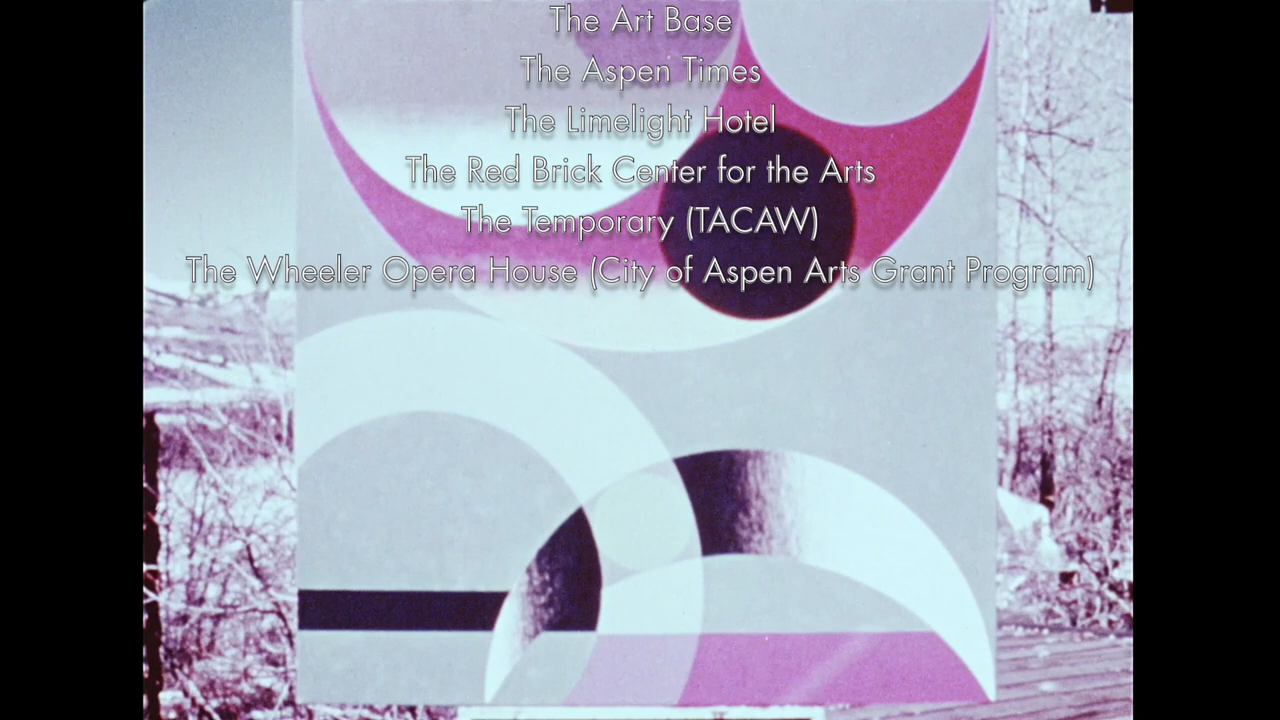 The Art Base
The Aspen Times
The Limelight Hotel
The Red Brick Center for the Arts
The Temporary (TACAW)
The Wheeler Opera House (City of Aspen Arts Grant Program)